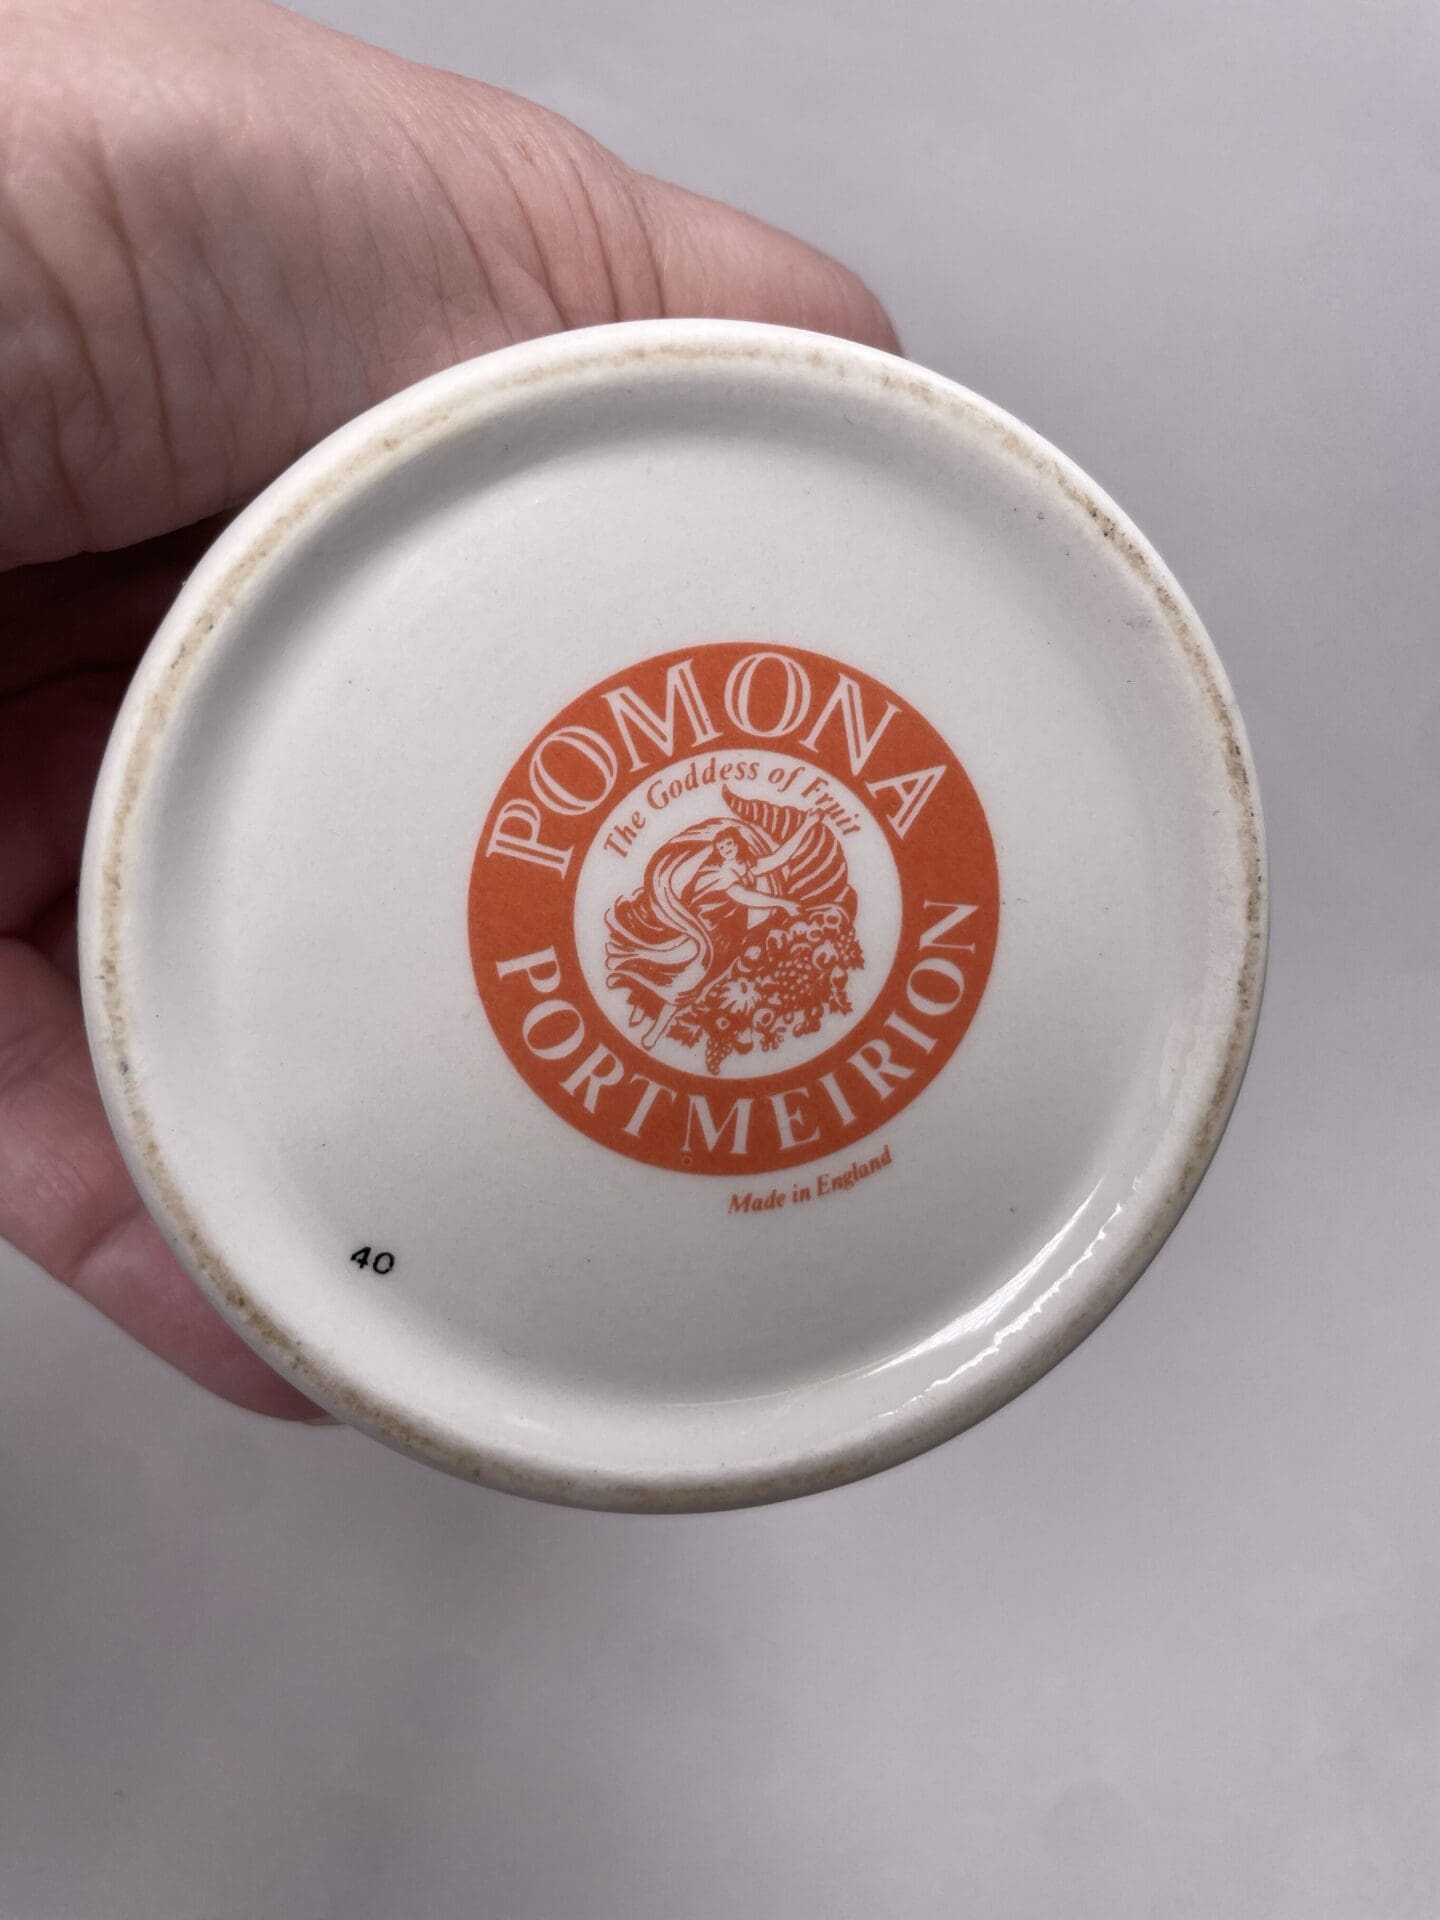 POMONA
The Goddess of Fruit
PORTMEIRION
Made in England
40